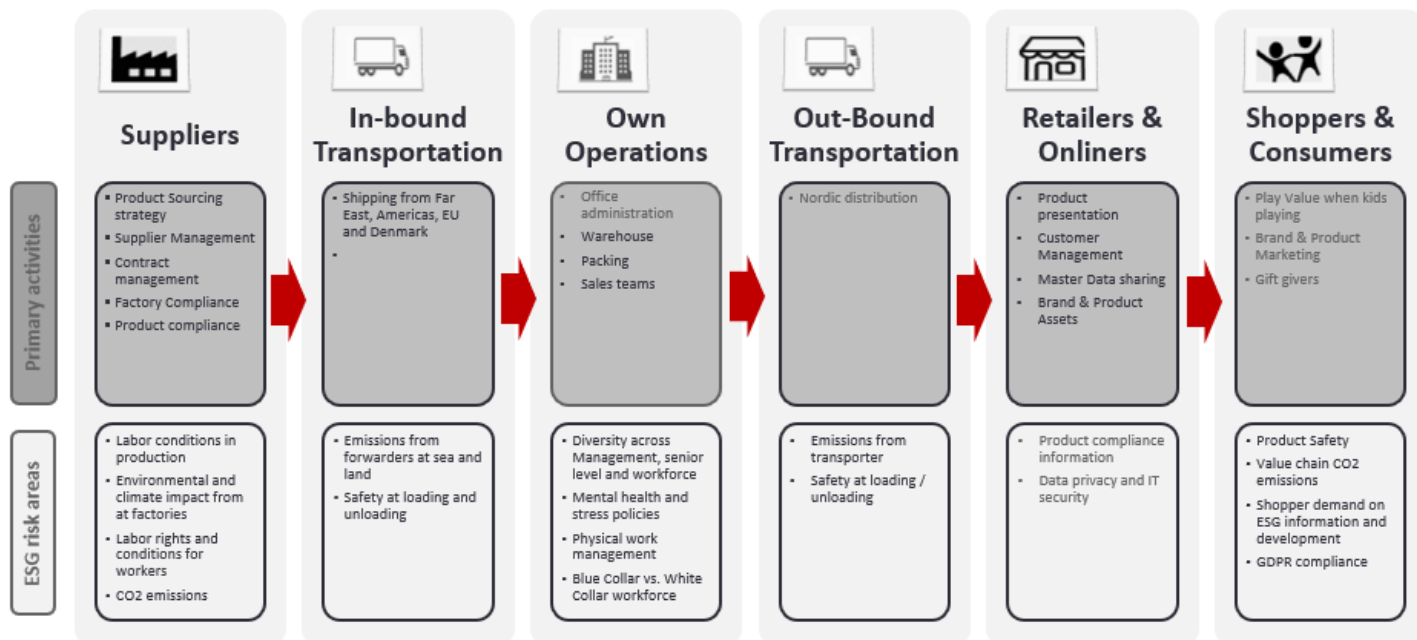 Suppliers
In-bound
Transportation
Own
Operations
Out-Bound
Transportation
Retailers &
Onliners
Shoppers &
Consumers
Primary activities
▪ Product Sourcing
strategy
▪ Supplier Management
▪ Contract
management
▪ Factory Compliance
▪ Product compliance
▪ Shipping from Far
East, Americas, EU
and Denmark
▪
▪ Office
administration
▪ Warehouse
▪ Packing
▪ Sales teams
▪ Nordic distribution
▪ Product
presentation
▪ Customer
Management
▪ Master Data sharing
▪ Brand & Product
Assets
▪ Play Value when kids
playing
▪ Brand & Product
Marketing
▪ Gift givers
ESG risk areas
▪ Labor conditions in
production
▪ Environmental and
climate impact from
at factories
▪ Labor rights and
conditions for
workers
▪ CO2 emissions
▪ Emissions from
forwarders at sea and
land
▪ Safety at loading and
unloading
▪ Diversity across
Management, senior
level and workforce
▪ Mental health and
stress policies
▪ Physical work
management
▪ Blue Collar vs. White
Collar workforce
▪ Emissions from
transporter
▪ Safety at loading /
unloading
▪ Product compliance
information
▪ Data privacy and IT
security
▪ Product Safety
▪ Value chain CO2
emissions
▪ Shopper demand on
ESG information and
development
▪ GDPR compliance